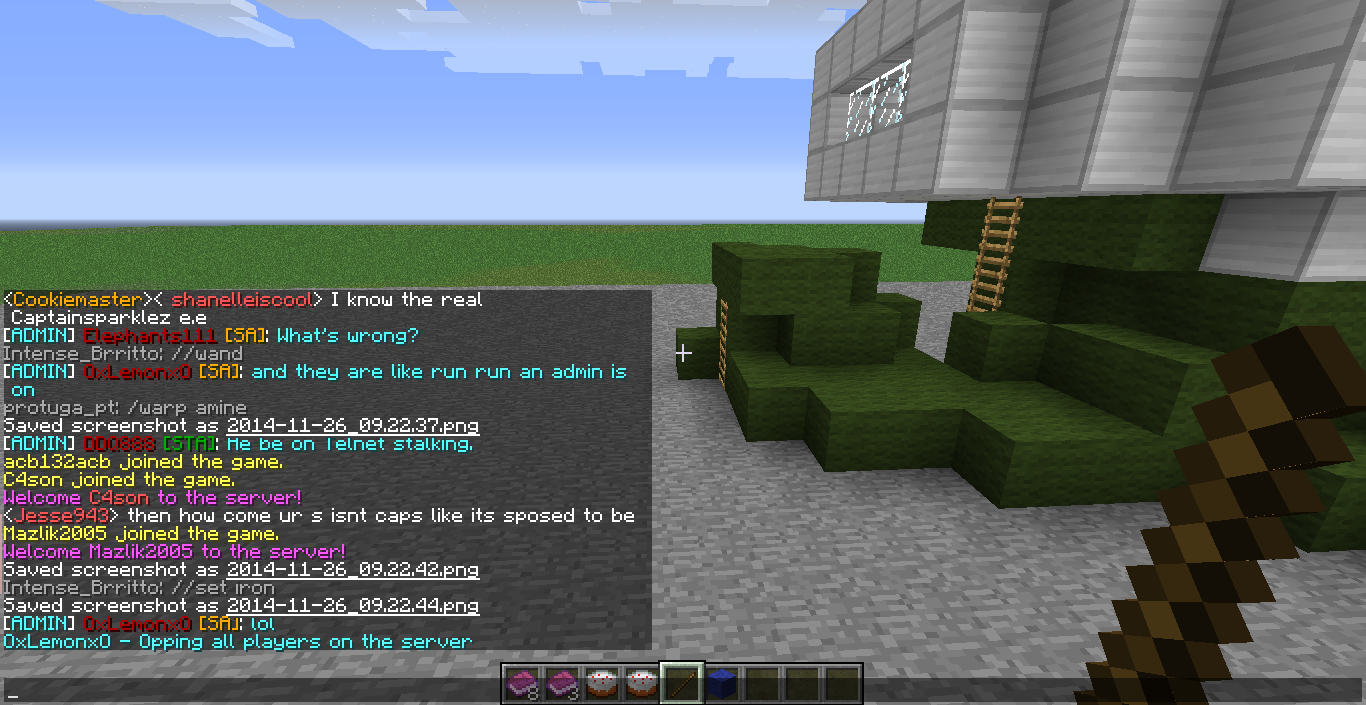 <Cookiemaster>< shanelleiscool> I know the real
Captainsparklez e.e
[ADMIN] Elephants111 [SA]: What's wrong?
Intense_Brritto: //wand
[ADMIN] OxLemonxO [SA]: and they are like run run an admin is
on
protuga_pt: /warp amine
Saved screenshot as 2014-11-26_09.22.37.png
[ADMIN] DDO888 [STA]: He be on Telnet stalking.
acb132acb joined the game.
C4son joined the game.
Welcome C4son to the server!
<Jesse943> then how come ur s isnt caps like its sposed to be
Mazlik2005 joined the game.
Welcome Mazlik2005 to the server!
Saved screenshot as 2014-11-26_09.22.42.png
Intense_Brritto: //set iron
Saved screenshot as 2014-11-26_09.22.44.png
[ADMIN] OxLemonxO [SA]: lol
OxLemonxO - Opping all players on the server
8 3
_